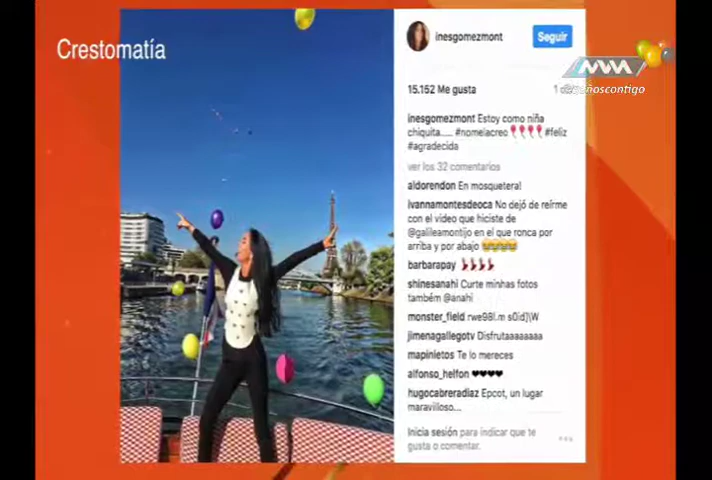 Crestomatía
inesgomezmont
Seguir
15.152 Me gusta
inesgomezmont Estoy como niña
chiquita..... #nomelacreo🎈🎈🎈🎈 #feliz
#agradecida
ver los 32 comentarios
aldorendon En mosquetera!
ivannamontesdeoca No dejó de reírme
con el video que hiciste de
@galileamontijo en el que ronca por
arriba y por abajo 😂😂😂😂
barbarapay 💃💃💃💃
shinesanahi Curte minhas fotos
também @anahi
monster_field rwe98l.m s0id]\W
jimenagallegotv Disfrutaaaaaaaa
mapinietos Te lo mereces
alfonso_helfon ❤❤❤❤
hugocabreradiaz Epcot, un lugar
maravilloso...
Inicia sesión para indicar que te
gusta o comentar.
MVM